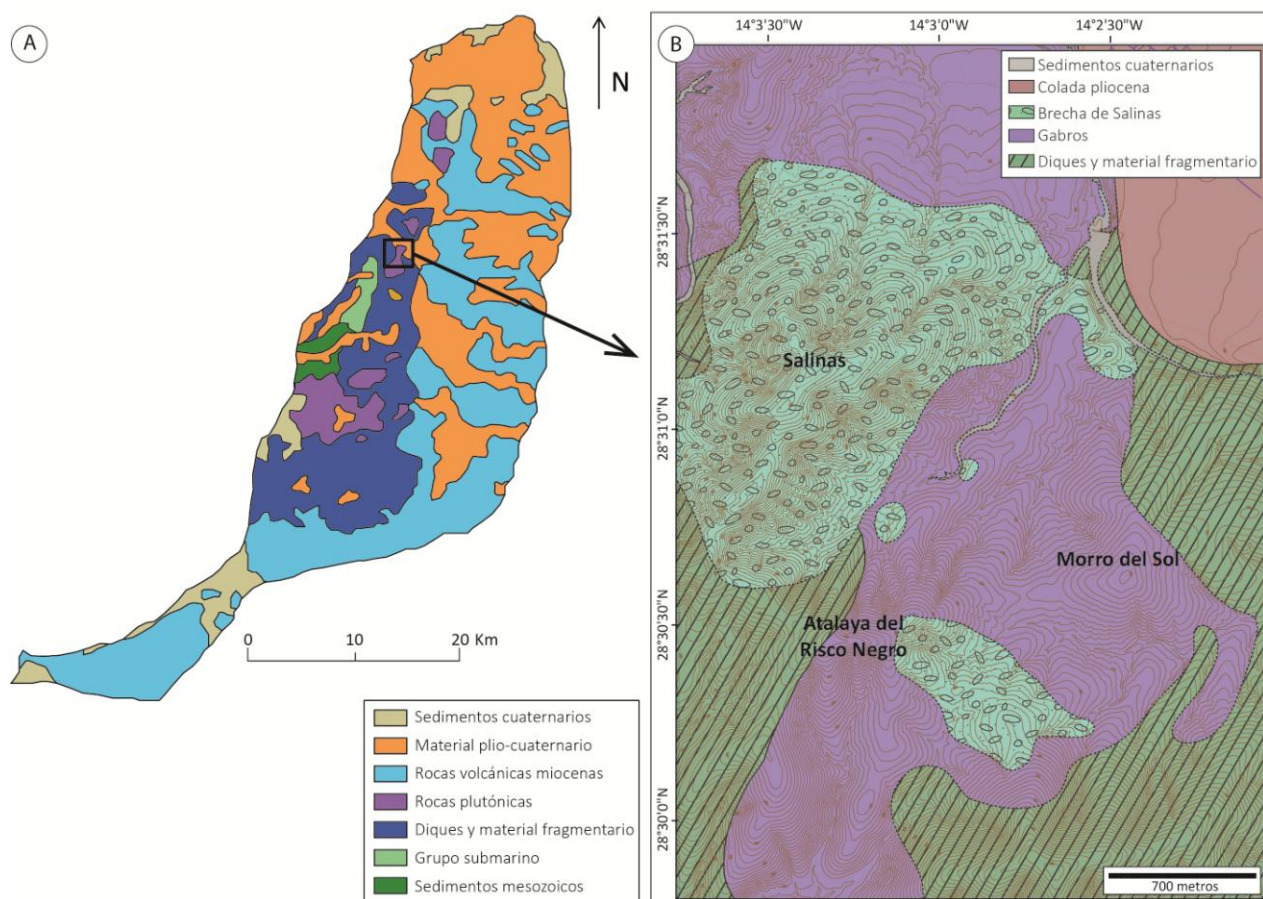 A
N
0 10 20 Km
Sedimentos cuaternarios
Material plio-cuaternario
Rocas volcánicas miocenas
Rocas plutónicas
Diques y material fragmentario
Grupo submarino
Sedimentos mesozoicos
B
14°3'30"W 14°3'0"W 14°2'30"W
28°31'30"N
28°31'0"N
28°30'30"N
28°30'0"N
Sedimentos cuaternarios
Colada pliocena
Brecha de Salinas
Gabros
Diques y material fragmentario
Salinas
Morro del Sol
Atalaya del
Risco Negro
700 metros